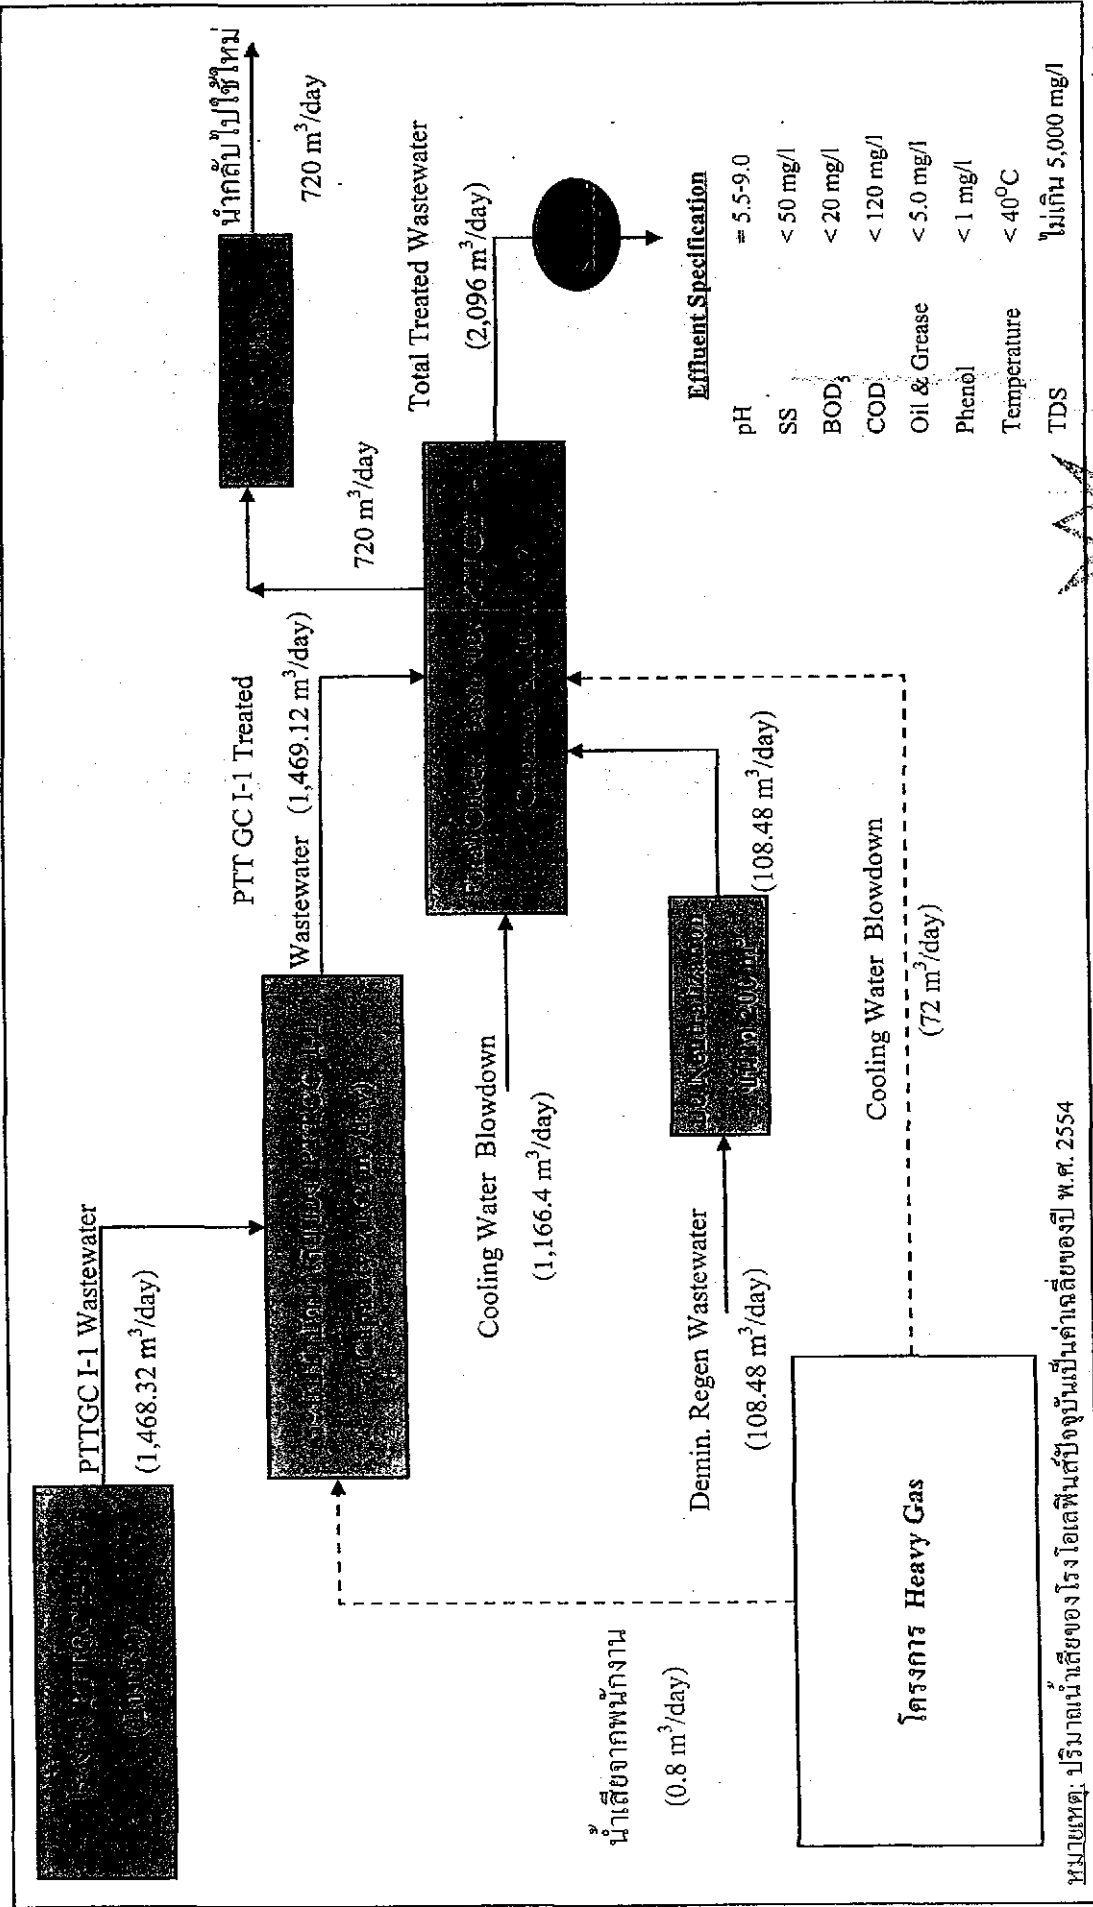 PTTGC I-1 Wastewater
(1,468.32 m³/day)
PTT GC I-1 Treated
Wastewater (1,469.12 m³/day)
นำกลับไปใช้ใหม่
720 m³/day
720 m³/day
Total Treated Wastewater
(2,096 m³/day)
Cooling Water Blowdown
(1,166.4 m³/day)
Demin. Regen Wastewater
(108.48 m³/day)
Neutralization
ขนาด 200 m³
(108.48 m³/day)
น้ำเสียจากพนักงาน
(0.8 m³/day)
โครงการ Heavy Gas
Cooling Water Blowdown
(72 m³/day)
Effluent Specification
pH = 5.5-9.0
SS < 50 mg/l
BOD₅ < 20 mg/l
COD < 120 mg/l
Oil & Grease < 5.0 mg/l
Phenol < 1 mg/l
Temperature < 40°C
TDS ไม่เกิน 5,000 mg/l
หมายเหตุ: ปริมาณน้ำเสียของโรงโอเลฟินส์ปัจจุบันเป็นค่าเฉลี่ยของปี พ.ศ. 2554